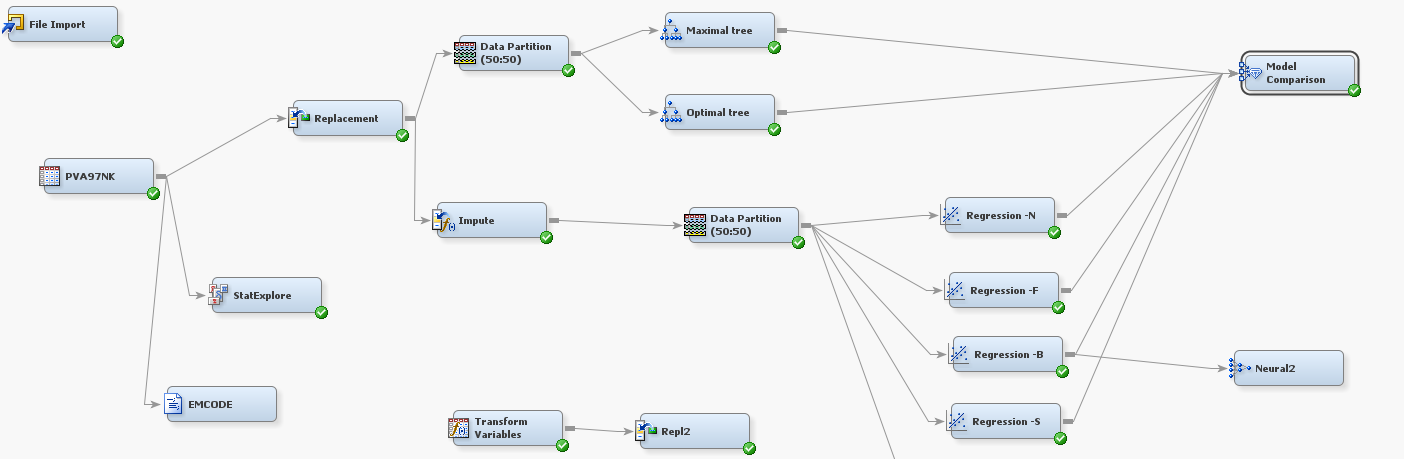 File Import
Data Partition
(50:50)
Maximal tree
Model
Comparison
Optimal tree
Replacement
PVA97NK
Impute
Data Partition
(50:50)
Regression -N
StatExplore
Regression -F
Regression -B
Neural2
EMCODE
Transform
Variables
Repl2
Regression -S